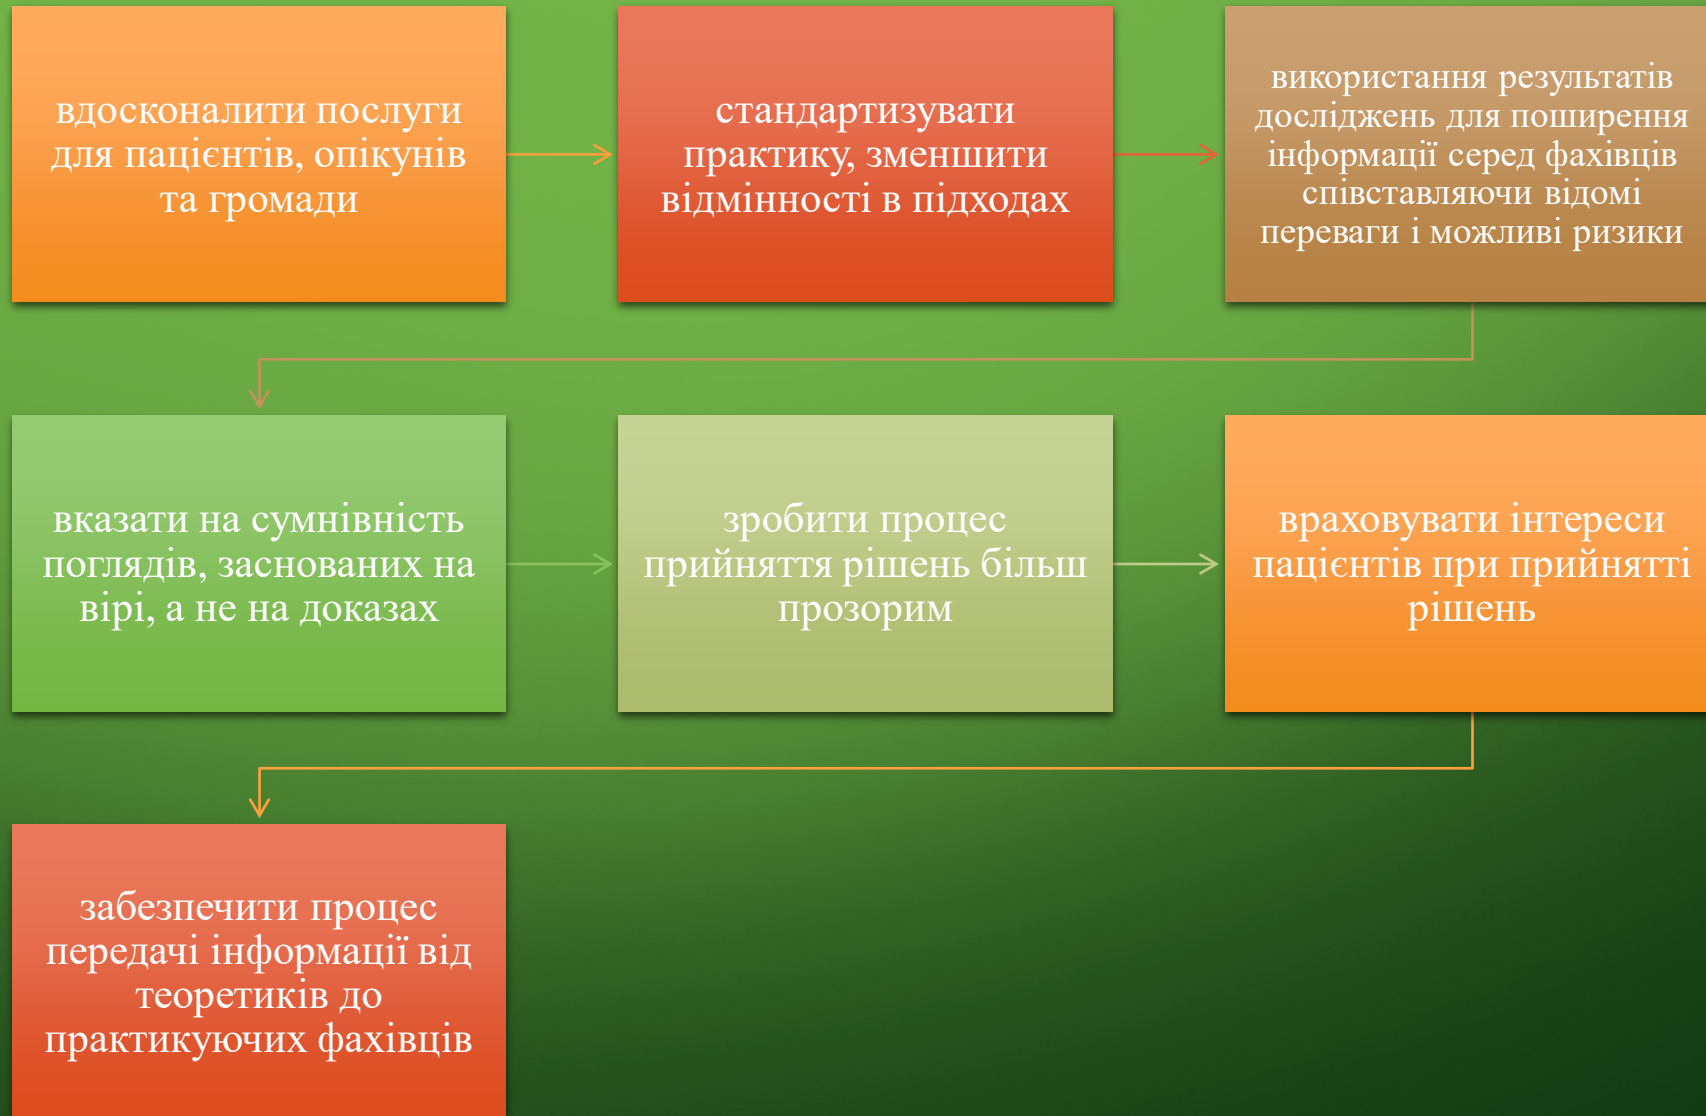 вдосконалити послуги
для пацієнтів, опікунів
та громади
стандартизувати
практику, зменшити
відмінності в підходах
використання результатів
досліджень для поширення
інформації серед фахівців
співставляючи відомі
переваги і можливі ризики
вказати на сумнівність
поглядів, заснованих на
вірі, а не на доказах
зробити процес
прийняття рішень більш
прозорим
враховувати інтереси
пацієнтів при прийнятті
рішень
забезпечити процес
передачі інформації від
теоретиків до
практикуючих фахівців